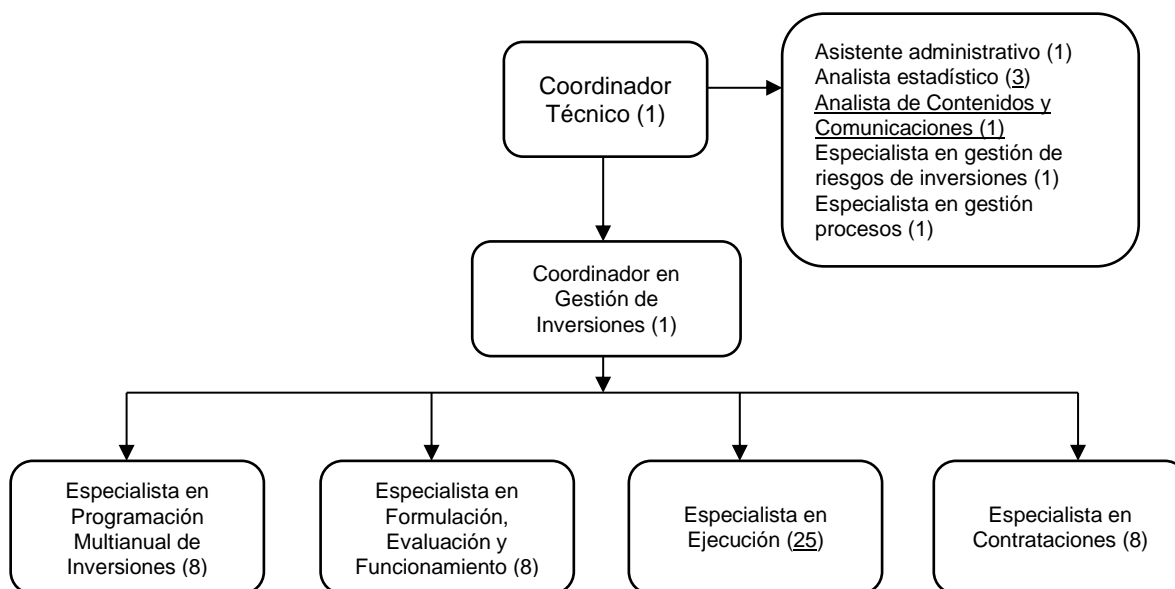 Coordinador
Técnico (1)
Asistente administrativo (1)
Analista estadístico (3)
Analista de Contenidos y
Comunicaciones (1)
Especialista en gestión de
riesgos de inversiones (1)
Especialista en gestión
procesos (1)
Coordinador en
Gestión de
Inversiones (1)
Especialista en
Programación
Multianual de
Inversiones (8)
Especialista en
Formulación,
Evaluación y
Funcionamiento (8)
Especialista en
Ejecución (25)
Especialista en
Contrataciones (8)